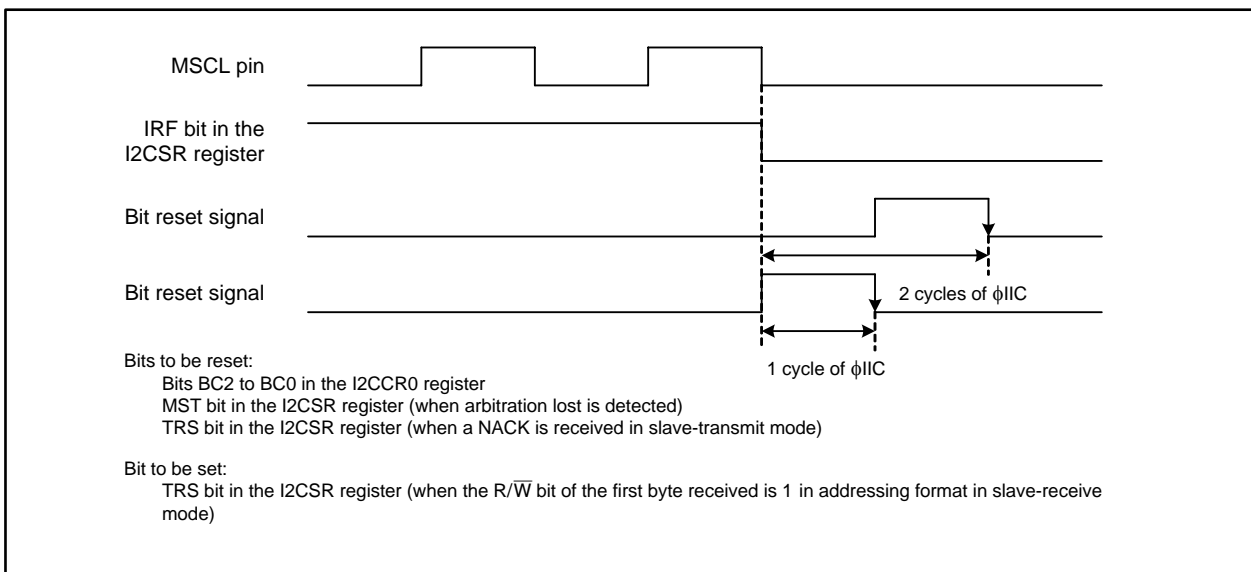 MSCL pin
IRF bit in the
I2CSR register
Bit reset signal
2 cycles of ϕIIC
Bit reset signal
1 cycle of ϕIIC
Bits to be reset:
Bits BC2 to BC0 in the I2CCR0 register
MST bit in the I2CSR register (when arbitration lost is detected)
TRS bit in the I2CSR register (when a NACK is received in slave-transmit mode)
Bit to be set:
TRS bit in the I2CSR register (when the R/W̅ bit of the first byte received is 1 in addressing format in slave-receive
mode)